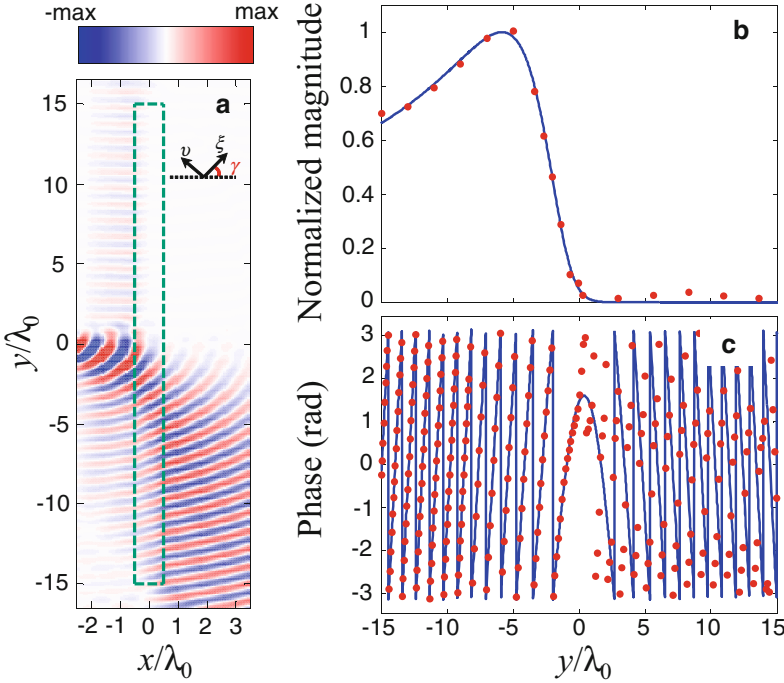 -max max
a
15
10
5
0
-5
-10
-15
-2 -1 0 1 2 3
x/λ₀
y/λ₀
υ ξ γ
b
1
0.8
0.6
0.4
0.2
0
Normalized magnitude
c
3
2
1
0
-1
-2
-3
Phase (rad)
-15 -10 -5 0 5 10 15
y/λ₀